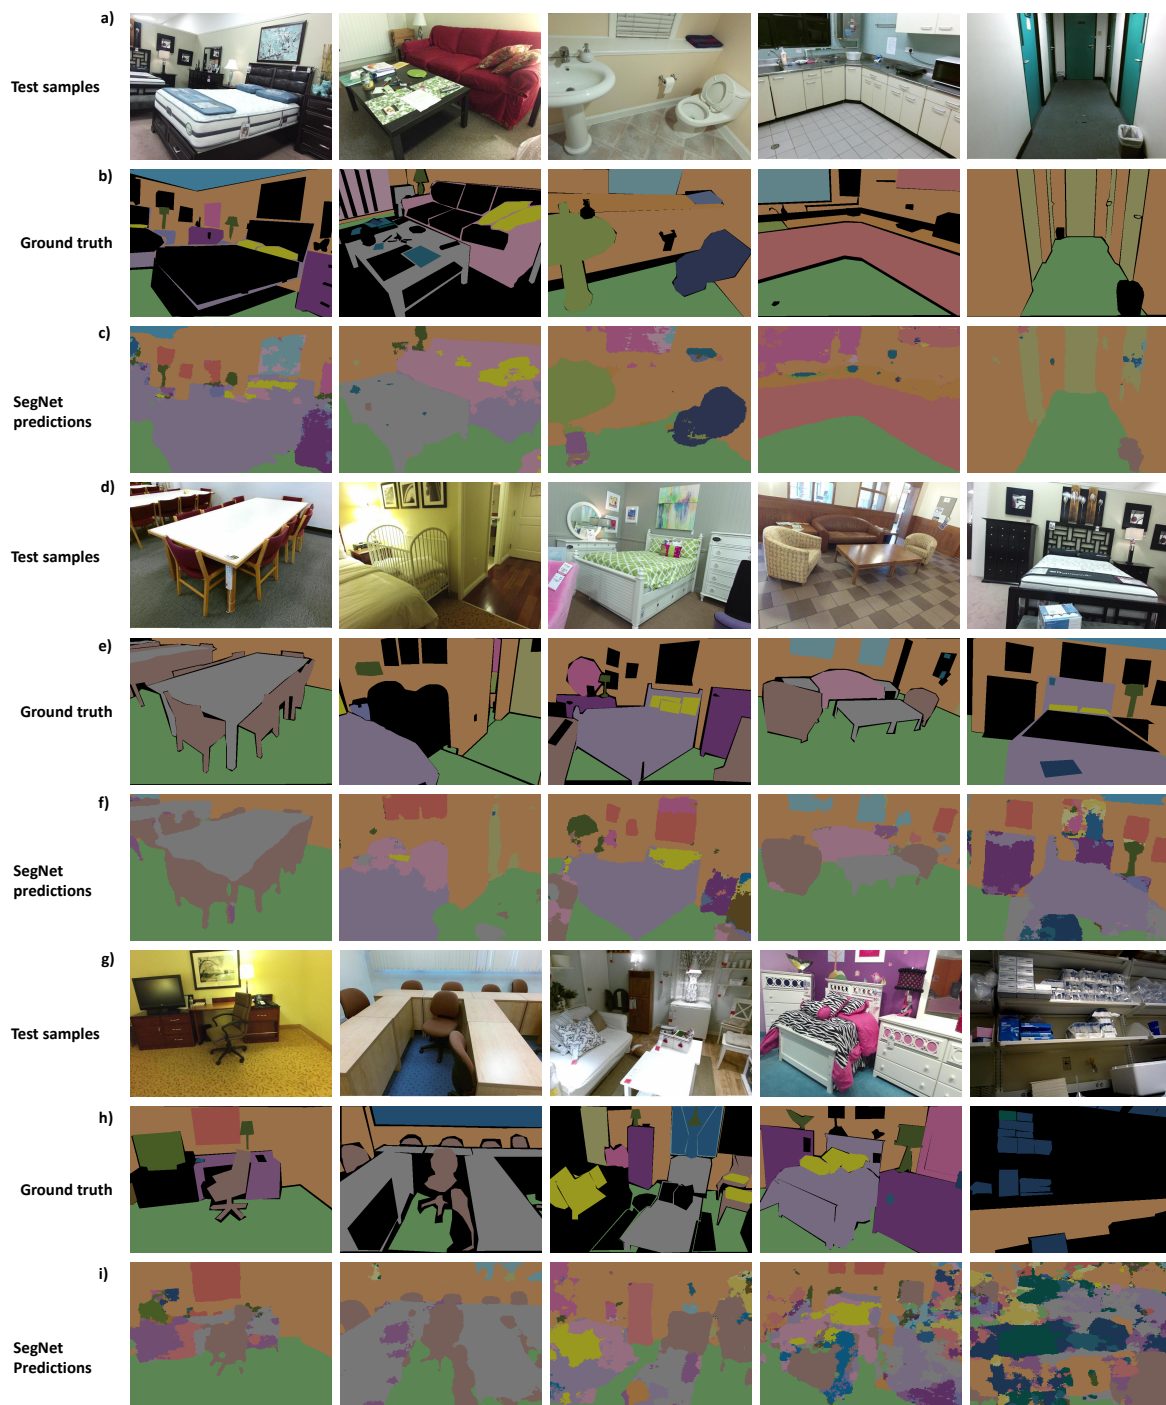 a)
Test samples
b)
Ground truth
c)
SegNet
predictions
d)
Test samples
e)
Ground truth
f)
SegNet
predictions
g)
Test samples
h)
Ground truth
i)
SegNet
Predictions